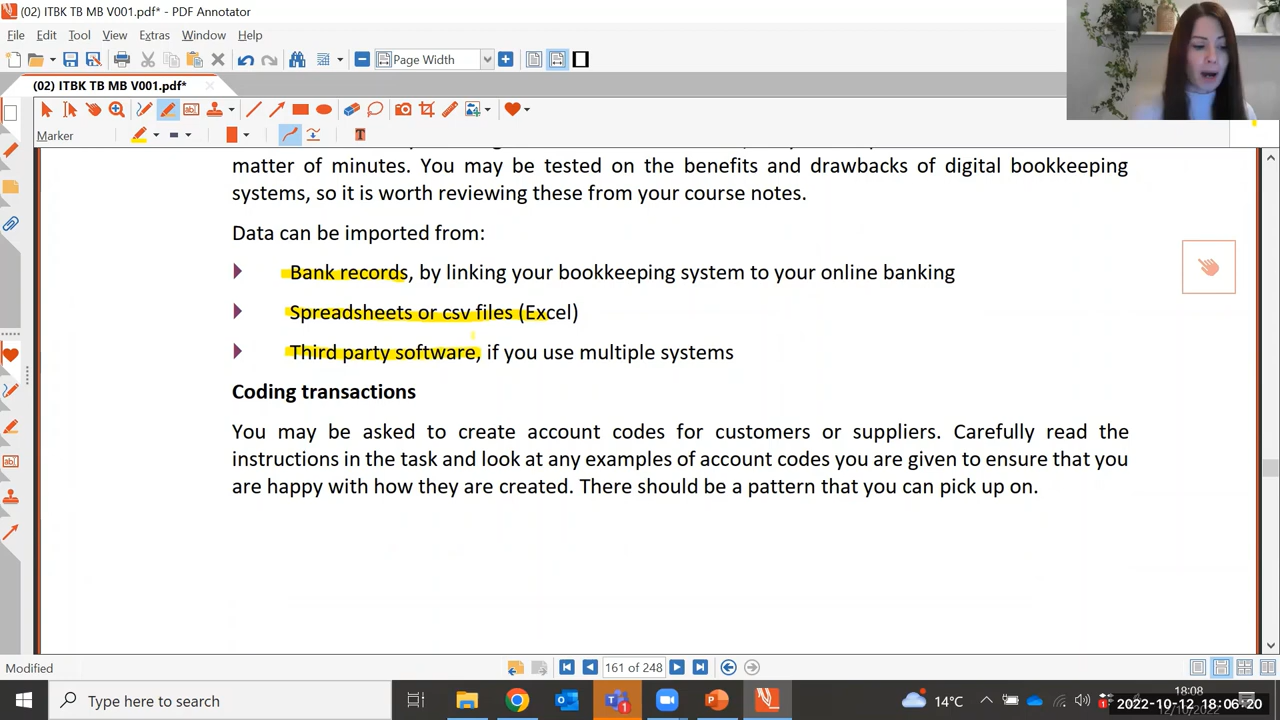 (02) ITBK TB MB V001.pdf* - PDF Annotator
File Edit Tool View Extras Window Help
Page Width
(02) ITBK TB MB V001.pdf*
Marker
matter of minutes. You may be tested on the benefits and drawbacks of digital bookkeeping
systems, so it is worth reviewing these from your course notes.
Data can be imported from:
Bank records, by linking your bookkeeping system to your online banking
Spreadsheets or csv files (Excel)
Third party software, if you use multiple systems
Coding transactions
You may be asked to create account codes for customers or suppliers. Carefully read the
instructions in the task and look at any examples of account codes you are given to ensure that you
are happy with how they are created. There should be a pattern that you can pick up on.
Modified
161 of 248
Type here to search
14°C
18:08
2022-10-12 18:06:20